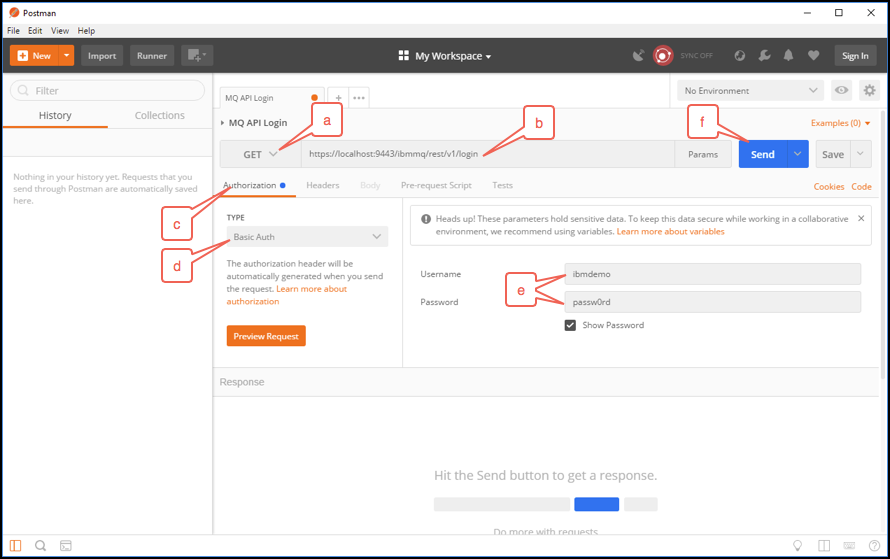 Postman
File Edit View Help
New Import Runner My Workspace SYNC OFF Sign In
Filter
History Collections
Nothing in your history yet. Requests that you
send through Postman are automatically saved
here.
MQ API Login + ••• No Environment
MQ API Login Examples (0)
a
b
f
GET https://localhost:9443/ibmmq/rest/v1/login Params Send Save
Authorization Headers Body Pre-request Script Tests Cookies Code
c
TYPE
Basic Auth
d
The authorization header will be
automatically generated when you send
the request. Learn more about
authorization
Preview Request
Heads up! These parameters hold sensitive data. To keep this data secure while working in a collaborative
environment, we recommend using variables. Learn more about variables
Username ibmdemo
e
Password passw0rd
Show Password
Response
Hit the Send button to get a response.
Do more with requests